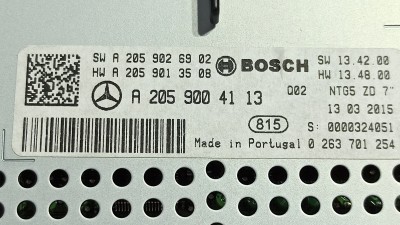 SW A 205 902 69 02
HW A 205 901 35 08
BOSCH
SW 13.42.00
HW 13.48.00
A 205 900 41 13
Q02
NTG5 ZD 7"
13 03 2015
815
S: 0000324051
Made in Portugal 0 263 701 254